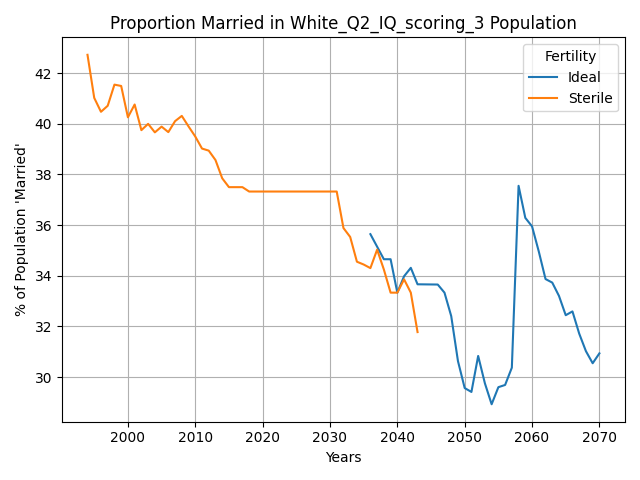 Proportion Married in White_Q2_IQ_scoring_3 Population
Fertility
Ideal
Sterile
% of Population 'Married'
42
40
38
36
34
32
30
2000
2010
2020
2030
2040
2050
2060
2070
Years